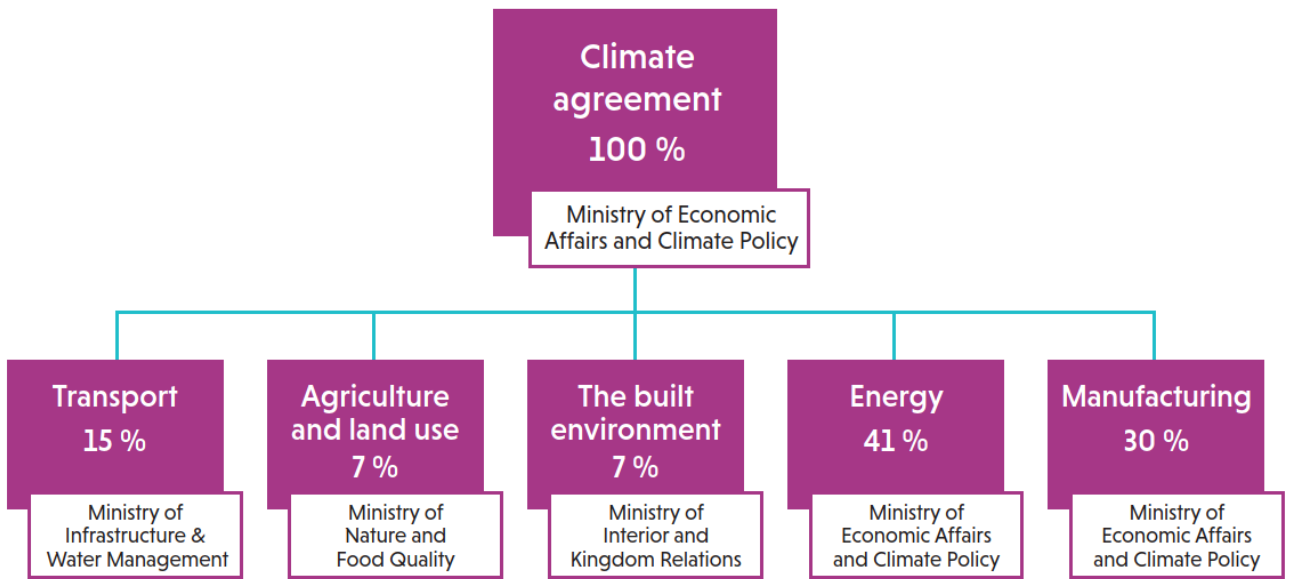 Climate
agreement
100 %
Ministry of Economic
Affairs and Climate Policy
Transport
15 %
Ministry of
Infrastructure &
Water Management
Agriculture
and land use
7 %
Ministry of
Nature and
Food Quality
The built
environment
7 %
Ministry of
Interior and
Kingdom Relations
Energy
41 %
Ministry of
Economic Affairs
and Climate Policy
Manufacturing
30 %
Ministry of
Economic Affairs
and Climate Policy